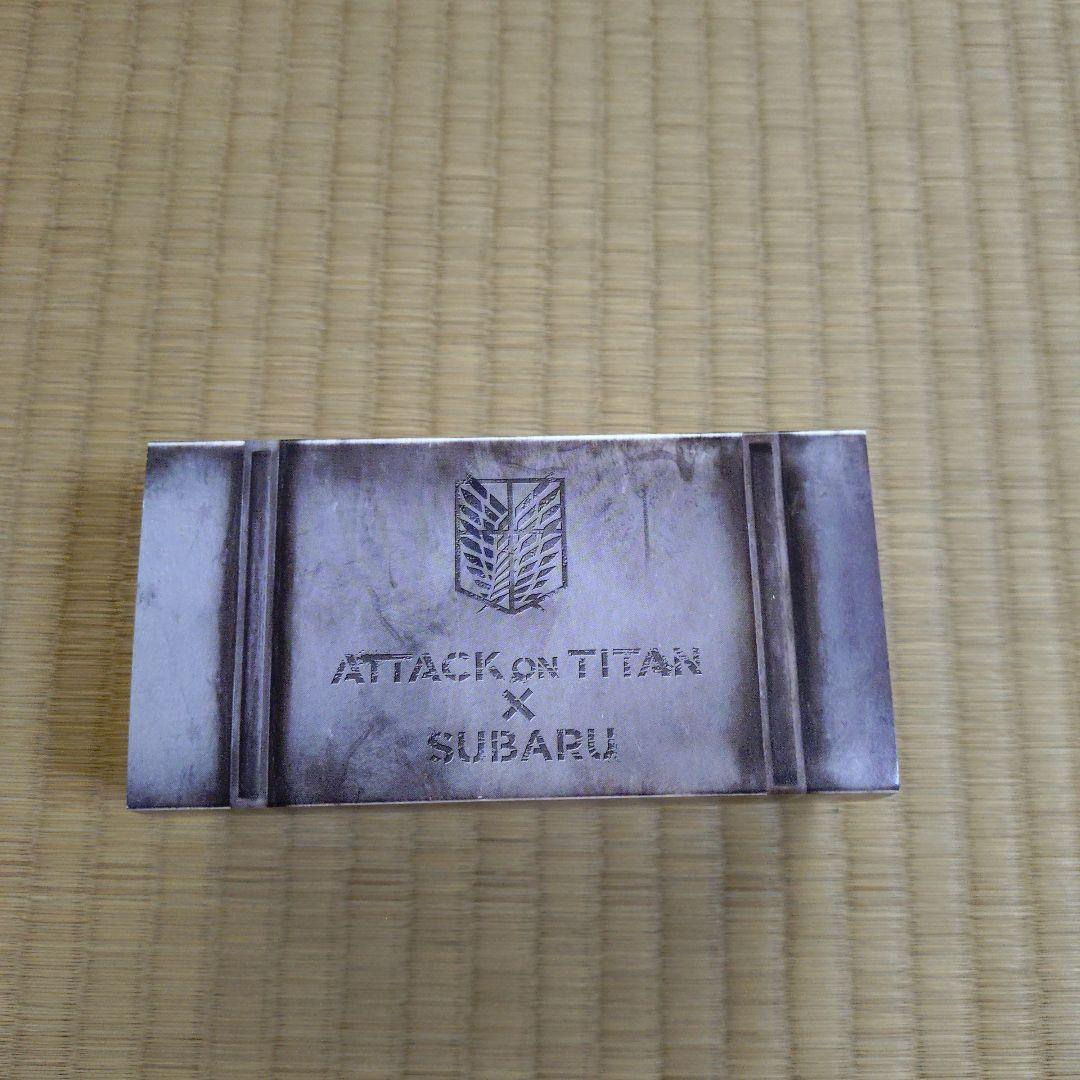 ATTACK ON TITAN
×
SUBARU